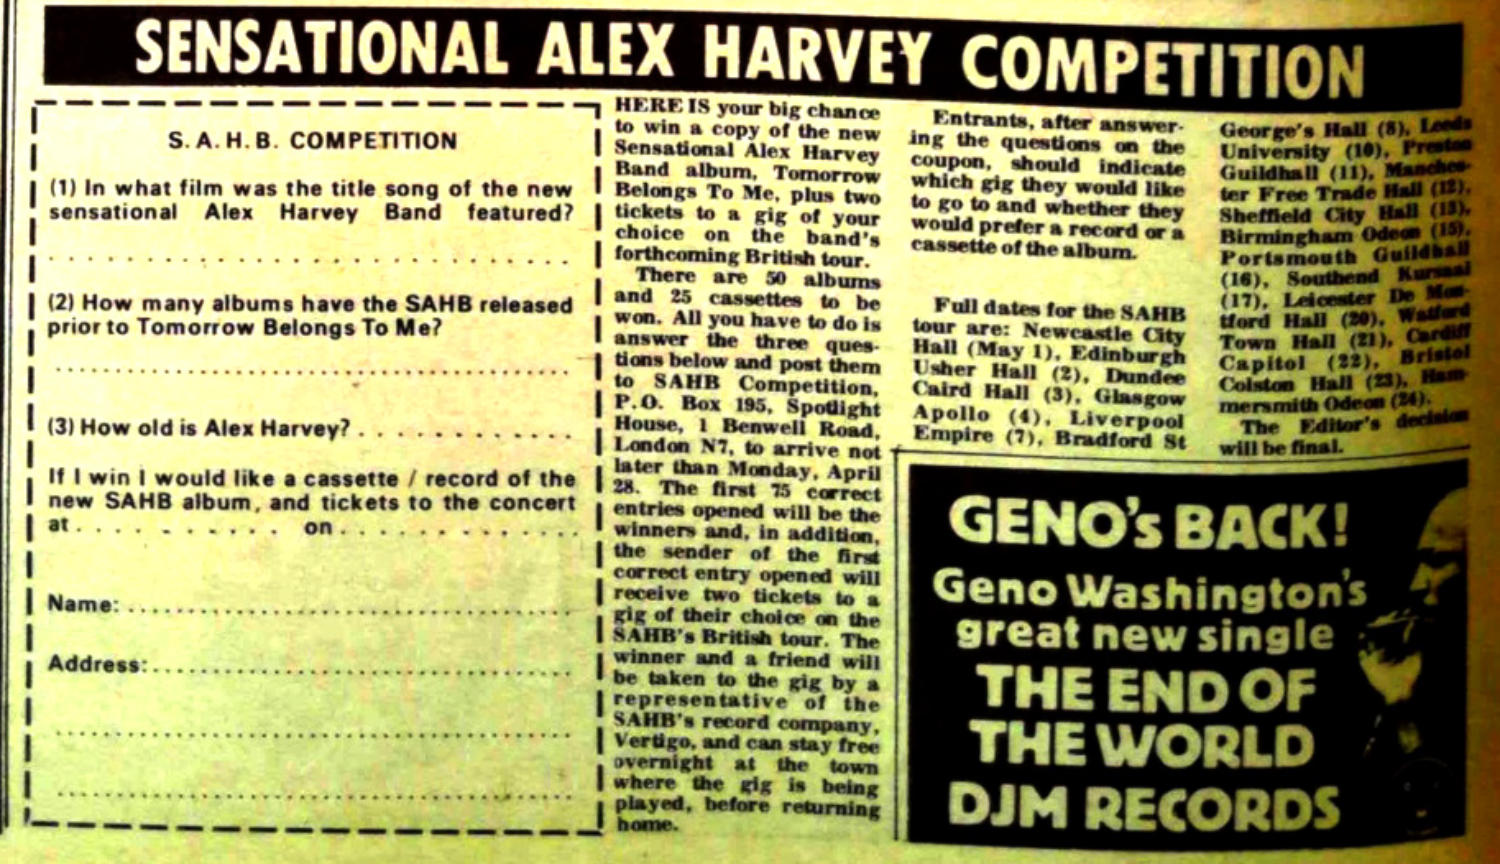 SENSATIONAL ALEX HARVEY COMPETITION
S. A. H. B. COMPETITION
(1) In what film was the title song of the new
sensational Alex Harvey Band featured?
(2) How many albums have the SAHB released
prior to Tomorrow Belongs To Me?
(3) How old is Alex Harvey? . . . . . . . . . . . . .
If I win I would like a cassette / record of the
new SAHB album, and tickets to the concert
at . . . . . . . . . . . on . . . . . . . . . . . . .
Name: ........................................
Address: ........................................
HERE IS your big chance
to win a copy of the new
Sensational Alex Harvey
Band album, Tomorrow
Belongs To Me, plus two
tickets to a gig of your
choice on the band's
forthcoming British tour.
There are 50 albums
and 25 cassettes to be
won. All you have to do is
answer the three ques-
tions below and post them
to SAHB Competition,
P.O. Box 195, Spotlight
House, 1 Benwell Road,
London N7, to arrive not
later than Monday, April
28. The first 75 correct
entries opened will be the
winners and, in addition,
the sender of the first
correct entry opened will
receive two tickets to a
gig of their choice on the
SAHB's British tour. The
winner and a friend will
be taken to the gig by a
representative of the
SAHB's record company,
Vertigo, and can stay free
overnight at the town
where the gig is being
played, before returning
home.
Entrants, after answer-
ing the questions on the
coupon, should indicate
which gig they would like
to go to and whether they
would prefer a record or a
cassette of the album.
Full dates for the SAHB
tour are: Newcastle City
Hall (May 1), Edinburgh
Usher Hall (2), Dundee
Caird Hall (3), Glasgow
Apollo (4), Liverpool
Empire (7), Bradford St
George's Hall (8), Leeds
University (10), Preston
Guildhall (11), Manches-
ter Free Trade Hall (12),
Sheffield City Hall (13),
Birmingham Odeon (15),
Portsmouth Guildhall
(16), Southend Kursaal
(17), Leicester De Mon-
tford Hall (20), Watford
Town Hall (21), Cardiff
Capitol (22), Bristol
Colston Hall (23), Ham-
mersmith Odeon (24).
The Editor's decision
will be final.
GENO's BACK!
Geno Washington's
great new single
THE END OF
THE WORLD
DJM RECORDS